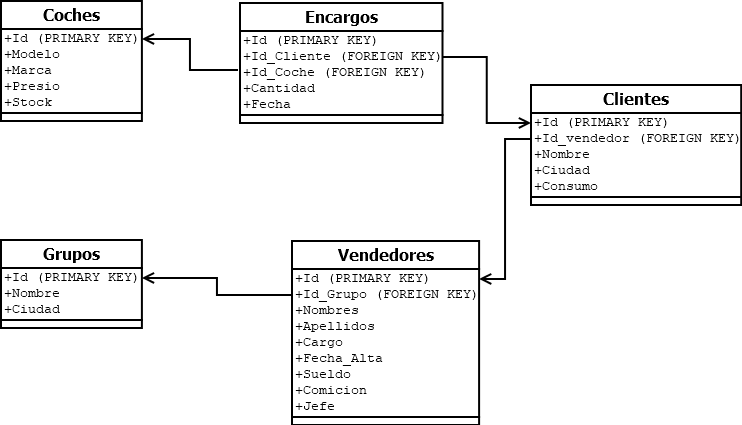 Coches
+Id (PRIMARY KEY)
+Modelo
+Marca
+Presio
+Stock
Encargos
+Id (PRIMARY KEY)
+Id_Cliente (FOREIGN KEY)
+Id_Coche (FOREIGN KEY)
+Cantidad
+Fecha
Clientes
+Id (PRIMARY KEY)
+Id_vendedor (FOREIGN KEY)
+Nombre
+Ciudad
+Consumo
Grupos
+Id (PRIMARY KEY)
+Nombre
+Ciudad
Vendedores
+Id (PRIMARY KEY)
+Id_Grupo (FOREIGN KEY)
+Nombres
+Apellidos
+Cargo
+Fecha_Alta
+Sueldo
+Comicion
+Jefe